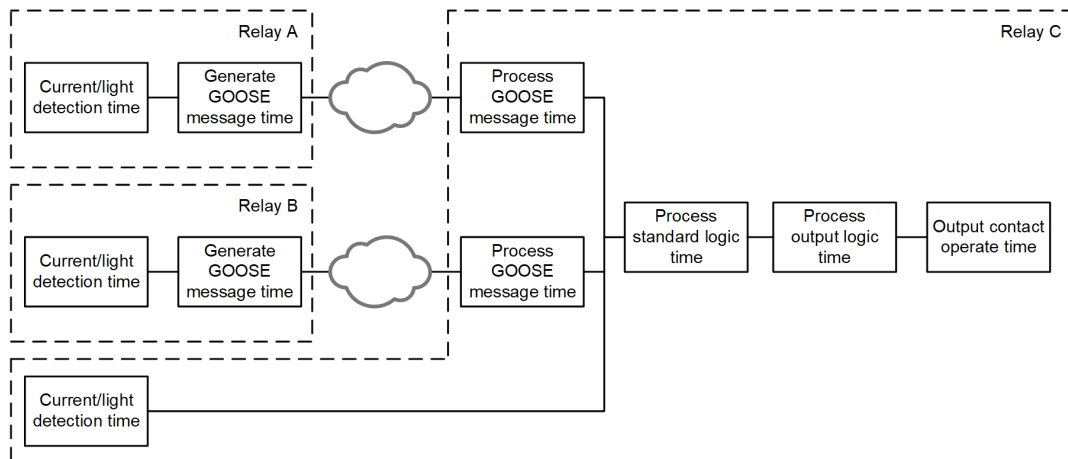 Relay A
Relay C
Current/light
detection time
Generate
GOOSE
message time
Process
GOOSE
message time
Relay B
Current/light
detection time
Generate
GOOSE
message time
Process
GOOSE
message time
Process
standard logic
time
Process
output logic
time
Output contact
operate time
Current/light
detection time